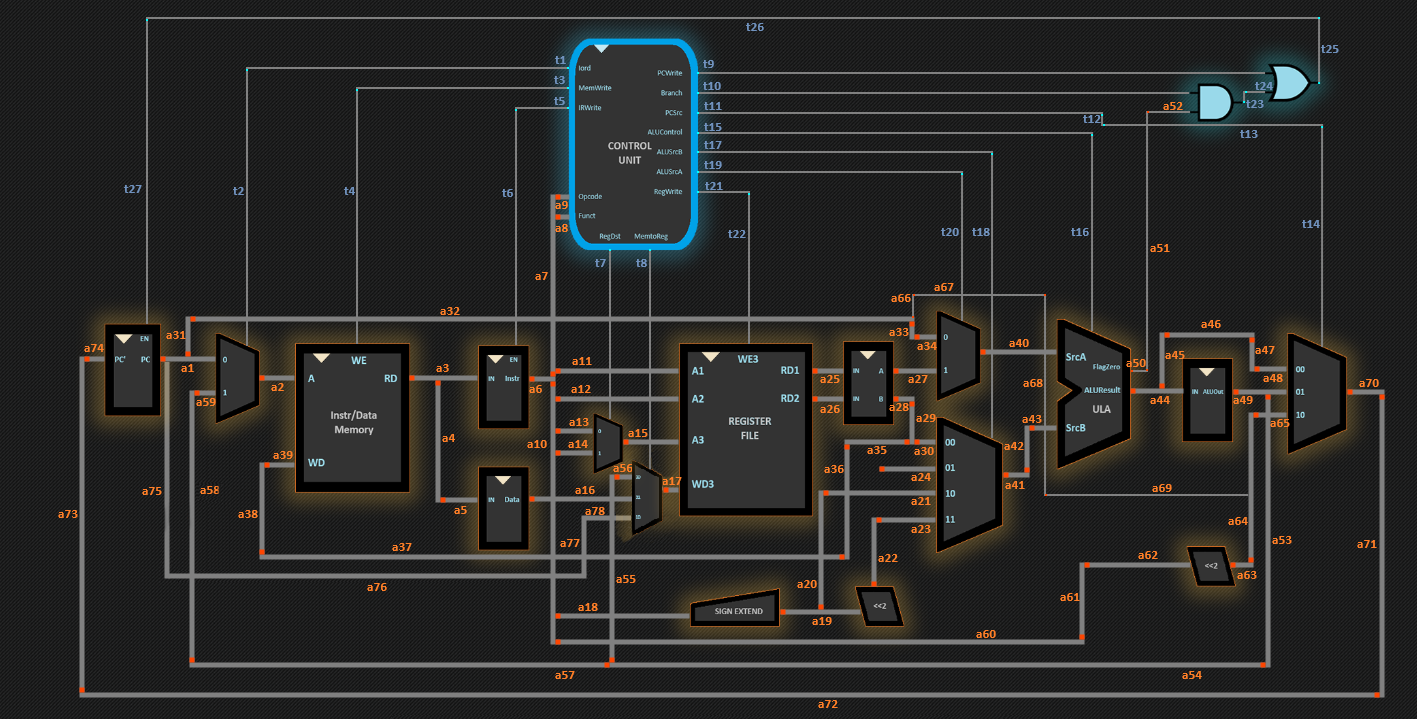 t26
t25
t1
Iord
t9
PCWrite
t3
MemWrite
t10
Branch
t24
t23
t5
IRWrite
t11
PCSrc
a52
t12
t13
t15
ALUControl
CONTROL
UNIT
t17
ALUSrcB
t19
ALUSrcA
t21
RegWrite
Opcode
a9
Funct
a8
RegDst
MemtoReg
t27
t2
t4
t6
t7
t8
t22
t20
t18
t16
a51
t14
a7
a66
a67
a32
a74
EN
PC'
PC
a31
a1
0
1
a59
a2
WE
A
RD
Instr/Data
Memory
WD
a3
a4
a5
EN
IN
Instr
a6
IN
Data
a11
a12
a13
a14
a10
0
1
a15
a56
a16
a78
a17
WE3
A1
A2
A3
WD3
RD1
RD2
REGISTER
FILE
a25
a26
IN
A
IN
B
a27
a28
a29
a30
a33
a34
0
1
a40
a35
a36
a24
a21
a23
a22
00
01
10
11
a42
a41
a43
a68
SrcA
FlagZero
ALUResult
ULA
SrcB
a50
a44
a45
a46
a47
a48
IN
ALUOut
a49
a65
00
01
10
a70
a69
a64
a53
a71
a73
a75
a58
a39
a38
a37
a76
a77
a55
a18
SIGN EXTEND
a19
a20
<<2
a60
a61
a62
<<2
a63
a57
a54
a72